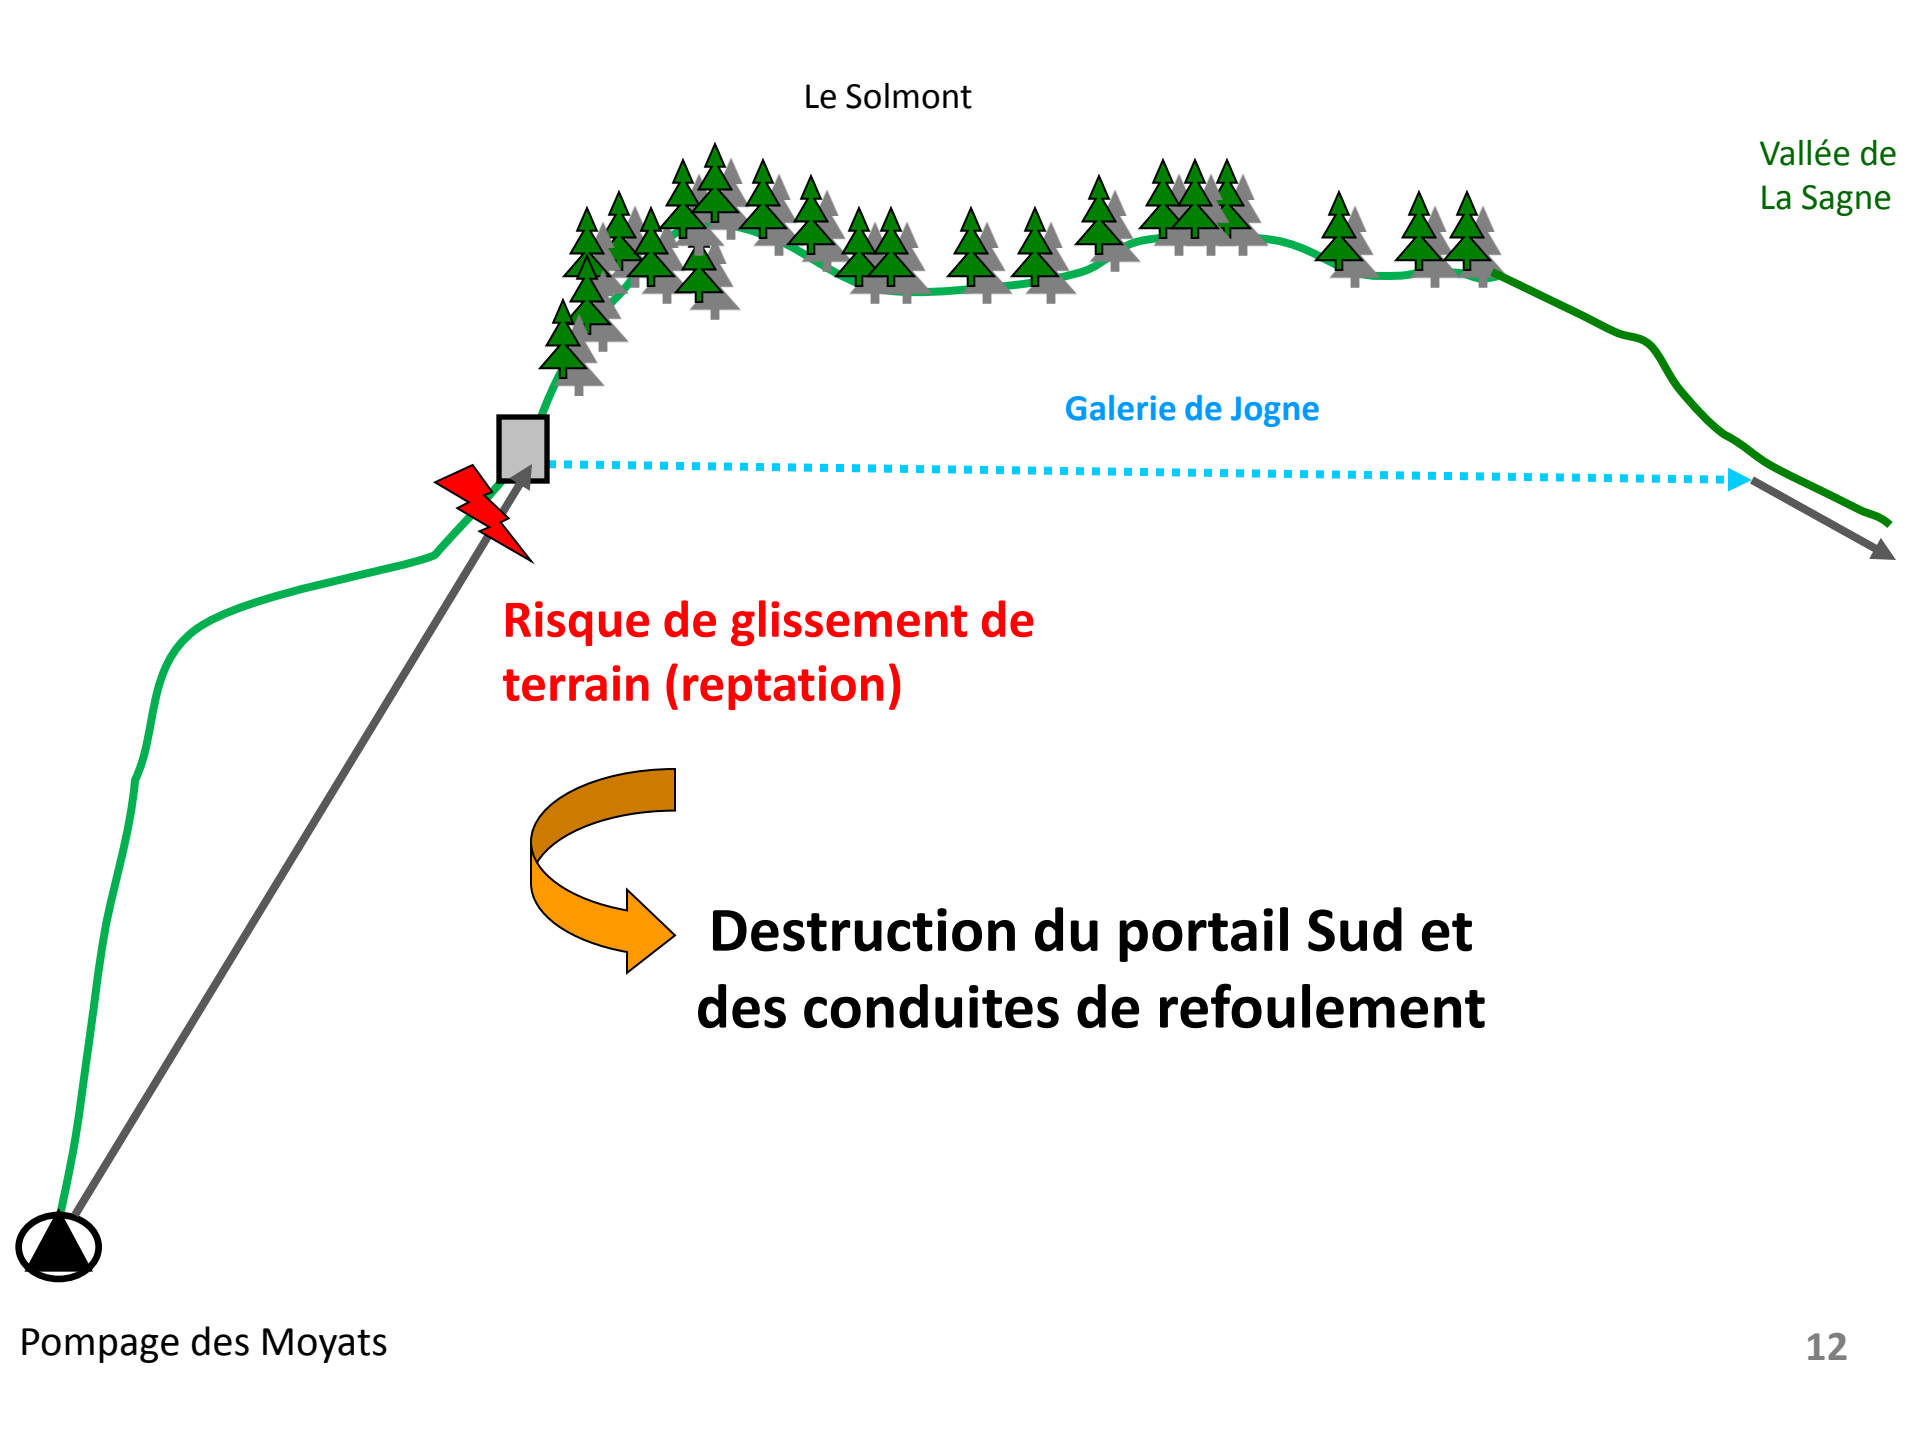 Le Solmont
Vallée de
La Sagne
Galerie de Jogne
Risque de glissement de
terrain (reptation)
Destruction du portail Sud et
des conduites de refoulement
Pompage des Moyats
12